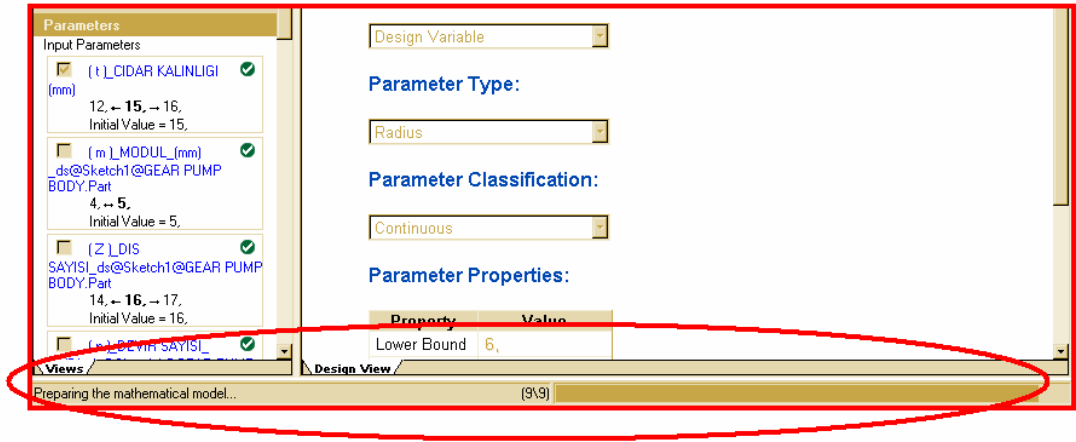 Parameters
Input Parameters
( t )_CIDAR KALINLIGI
(mm)
12, ← 15, → 16,
Initial Value = 15,
( m )_MODUL_(mm)
_ds@Sketch1@GEAR PUMP
BODY.Part
4, ↔ 5,
Initial Value = 5,
( Z )_DIS
SAYISI_ds@Sketch1@GEAR PUMP
BODY.Part
14, ← 16, → 17,
Initial Value = 16,
( n )_DEVIR SAYISI_
Views
Design Variable
Parameter Type:
Radius
Parameter Classification:
Continuous
Parameter Properties:
Property Value
Lower Bound 6,
Design View
Preparing the mathematical model... (9\9)